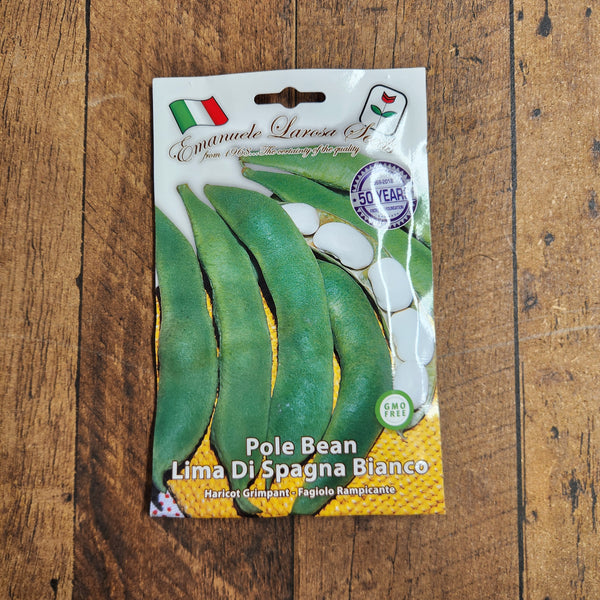 Emanuele Larosa
from 1968... The certainty of the quality
50 YEARS
GMO
FREE
Pole Bean
Lima Di Spagna Bianco
Haricot Grimpant - Fagiolo Rampicante